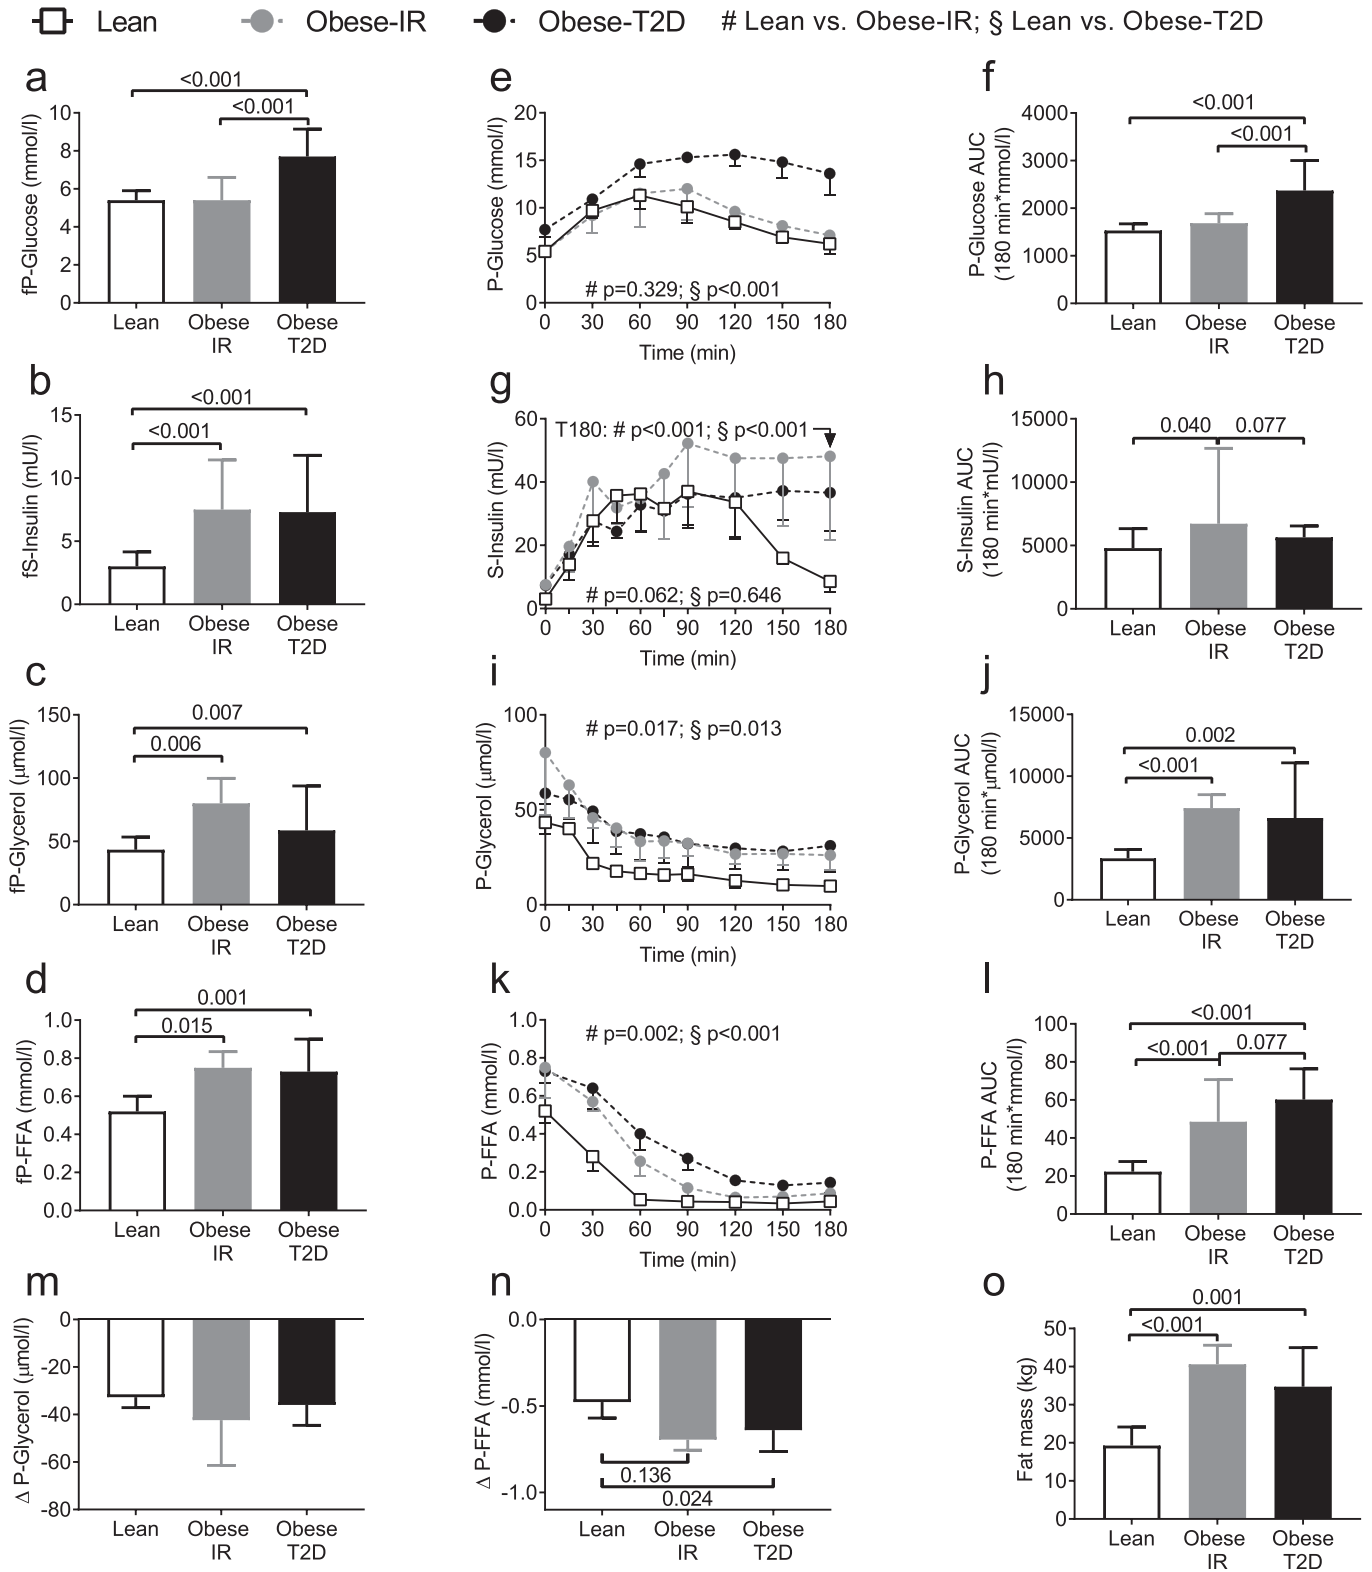 Lean Obese-IR Obese-T2D # Lean vs. Obese-IR; § Lean vs. Obese-T2D
a
fP-Glucose (mmol/l)
10
8
6
4
2
0
<0.001
<0.001
Lean Obese Obese
IR T2D
e
P-Glucose (mmol/l)
20
15
10
5
0
# p=0.329; § p<0.001
0 30 60 90 120 150 180
Time (min)
f
P-Glucose AUC
(180 min*mmol/l)
4000
3000
2000
1000
0
<0.001
<0.001
Lean Obese Obese
IR T2D
b
fS-Insulin (mU/l)
15
10
5
0
<0.001
<0.001
Lean Obese Obese
IR T2D
g
S-Insulin (mU/l)
60
40
20
0
T180: # p<0.001; § p<0.001
# p=0.062; § p=0.646
0 30 60 90 120 150 180
Time (min)
h
S-Insulin AUC
(180 min*mU/l)
15000
10000
5000
0
0.040 0.077
Lean Obese Obese
IR T2D
c
fP-Glycerol (μmol/l)
150
100
50
0
0.007
0.006
Lean Obese Obese
IR T2D
i
P-Glycerol (μmol/l)
100
50
0
# p=0.017; § p=0.013
0 30 60 90 120 150 180
Time (min)
j
P-Glycerol AUC
(180 min*μmol/l)
15000
10000
5000
0
0.002
<0.001
Lean Obese Obese
IR T2D
d
fP-FFA (mmol/l)
1.0
0.8
0.6
0.4
0.2
0.0
0.001
0.015
Lean Obese Obese
IR T2D
k
P-FFA (mmol/l)
1.0
0.8
0.6
0.4
0.2
0.0
# p=0.002; § p<0.001
0 30 60 90 120 150 180
Time (min)
l
P-FFA AUC
(180 min*mmol/l)
100
80
60
40
20
0
<0.001
<0.001 0.077
Lean Obese Obese
IR T2D
m
Δ P-Glycerol (μmol/l)
0
-20
-40
-60
-80
Lean Obese Obese
IR T2D
n
Δ P-FFA (mmol/l)
0.0
-0.5
-1.0
0.136
0.024
Lean Obese Obese
IR T2D
o
Fat mass (kg)
50
40
30
20
10
0
0.001
<0.001
Lean Obese Obese
IR T2D